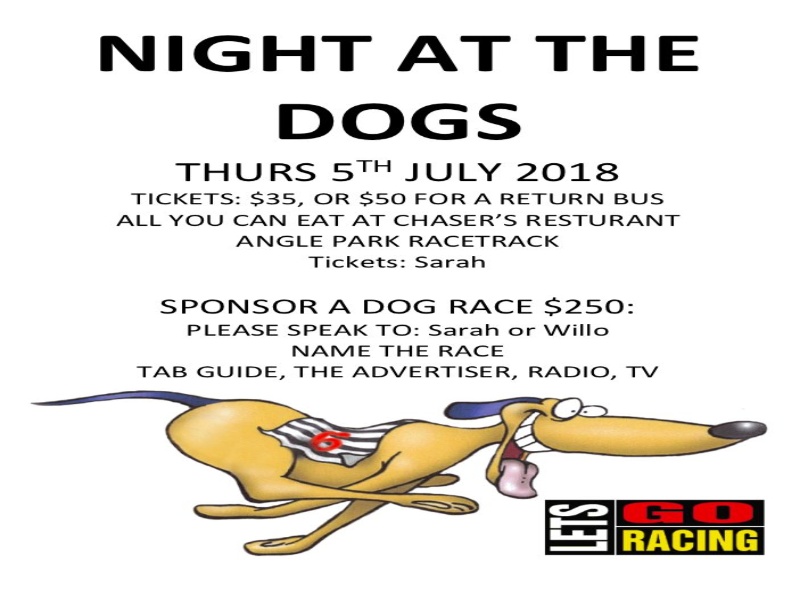 NIGHT AT THE
DOGS
THURS 5TH JULY 2018
TICKETS: $35, OR $50 FOR A RETURN BUS
ALL YOU CAN EAT AT CHASER'S RESTURANT
ANGLE PARK RACETRACK
Tickets: Sarah
SPONSOR A DOG RACE $250:
PLEASE SPEAK TO: Sarah or Willo
NAME THE RACE
TAB GUIDE, THE ADVERTISER, RADIO, TV
6
LETS
GO
RACING